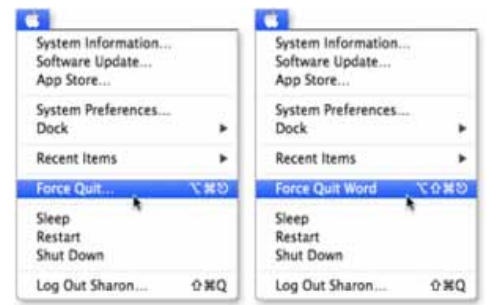 System Information...
Software Update...
App Store...
System Preferences...
Dock
Recent Items
Force Quit... ⌥⌘⎋
Sleep
Restart
Shut Down
Log Out Sharon... ⇧⌘Q
System Information...
Software Update...
App Store...
System Preferences...
Dock
Recent Items
Force Quit Word ⌥⇧⌘⎋
Sleep
Restart
Shut Down
Log Out Sharon... ⇧⌘Q